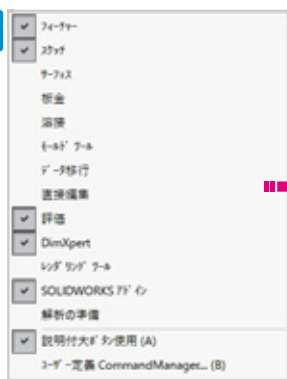 フィーチャー
スケッチ
サーフェス
板金
溶接
モールド ツール
データ移行
直接編集
評価
DimXpert
レンダリング ツール
SOLIDWORKS アドイン
解析の準備
説明付大ボタン使用 (A)
ユーザー定義 CommandManager... (B)